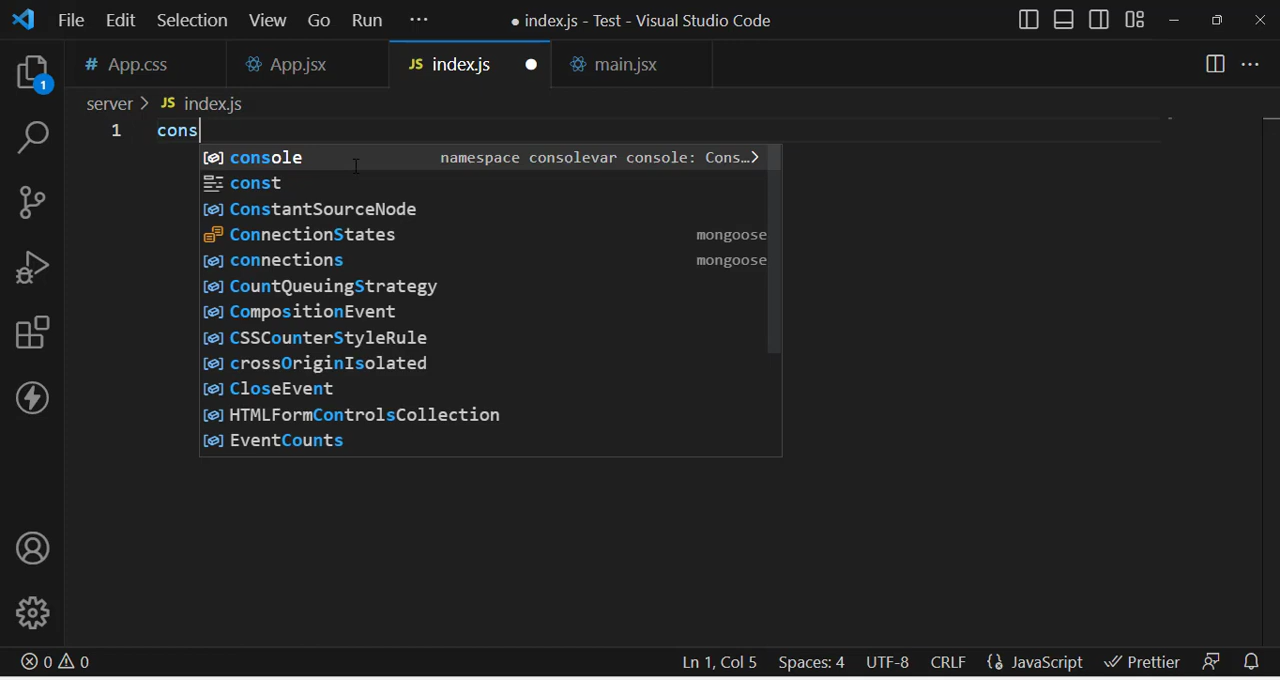 File Edit Selection View Go Run ··· ● index.js - Test - Visual Studio Code
# App.css App.jsx JS index.js ● main.jsx ···
1
server > JS index.js
1 cons
console namespace consolevar console: Cons…>
const
ConstantSourceNode
ConnectionStates mongoose
connections mongoose
CountQueuingStrategy
CompositionEvent
CSSCounterStyleRule
crossOriginIsolated
CloseEvent
HTMLFormControlsCollection
EventCounts
0 0 Ln 1, Col 5 Spaces: 4 UTF-8 CRLF {} JavaScript Prettier